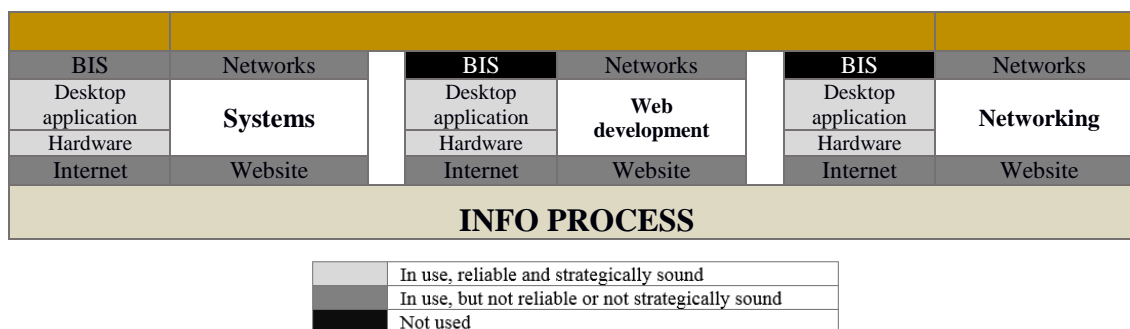 BIS Networks BIS Networks BIS Networks
Desktop application Systems Desktop application Web development Desktop application Networking
Hardware Hardware Hardware
Internet Website Internet Website Internet Website
INFO PROCESS
In use, reliable and strategically sound
In use, but not reliable or not strategically sound
Not used